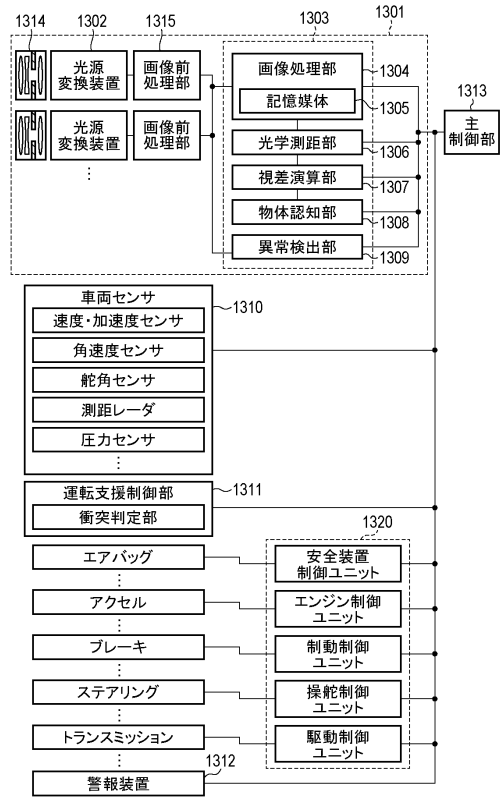 1314
1302
1315
1303
1301
光源
変換装置
画像前
処理部
画像処理部
1304
記憶媒体
1305
1313
主
制御部
光源
変換装置
画像前
処理部
光学測距部
1306
視差演算部
1307
物体認知部
1308
異常検出部
1309
車両センサ
1310
速度・加速度センサ
角速度センサ
舵角センサ
測距レーダ
圧力センサ
運転支援制御部
1311
衝突判定部
1320
エアバッグ
安全装置
制御ユニット
アクセル
エンジン制御
ユニット
ブレーキ
制動制御
ユニット
ステアリング
操舵制御
ユニット
トランスミッション
駆動制御
ユニット
1312
警報装置